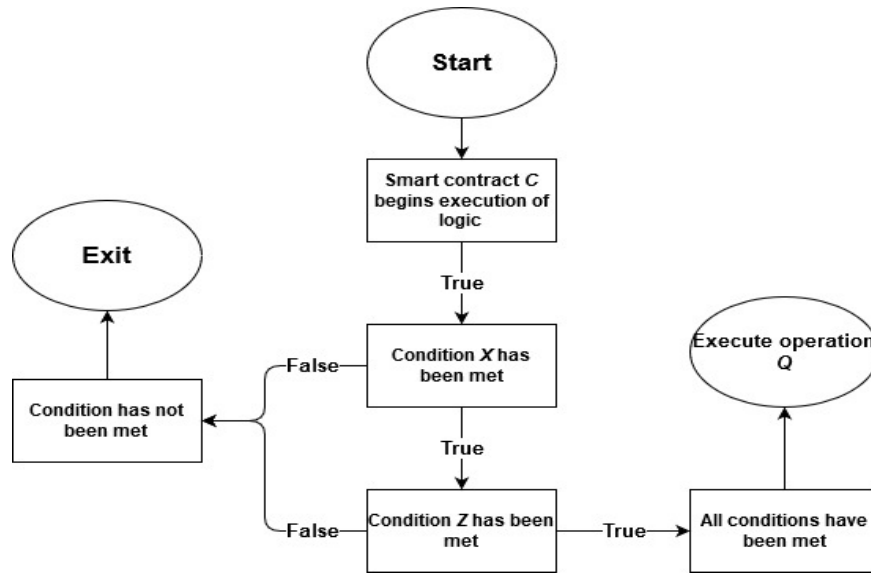 Start
Smart contract C
begins execution of
logic
True
Exit
Condition X has
been met
False
Execute operation
Q
Condition has not
been met
True
Condition Z has been
met
False
True
All conditions have
been met